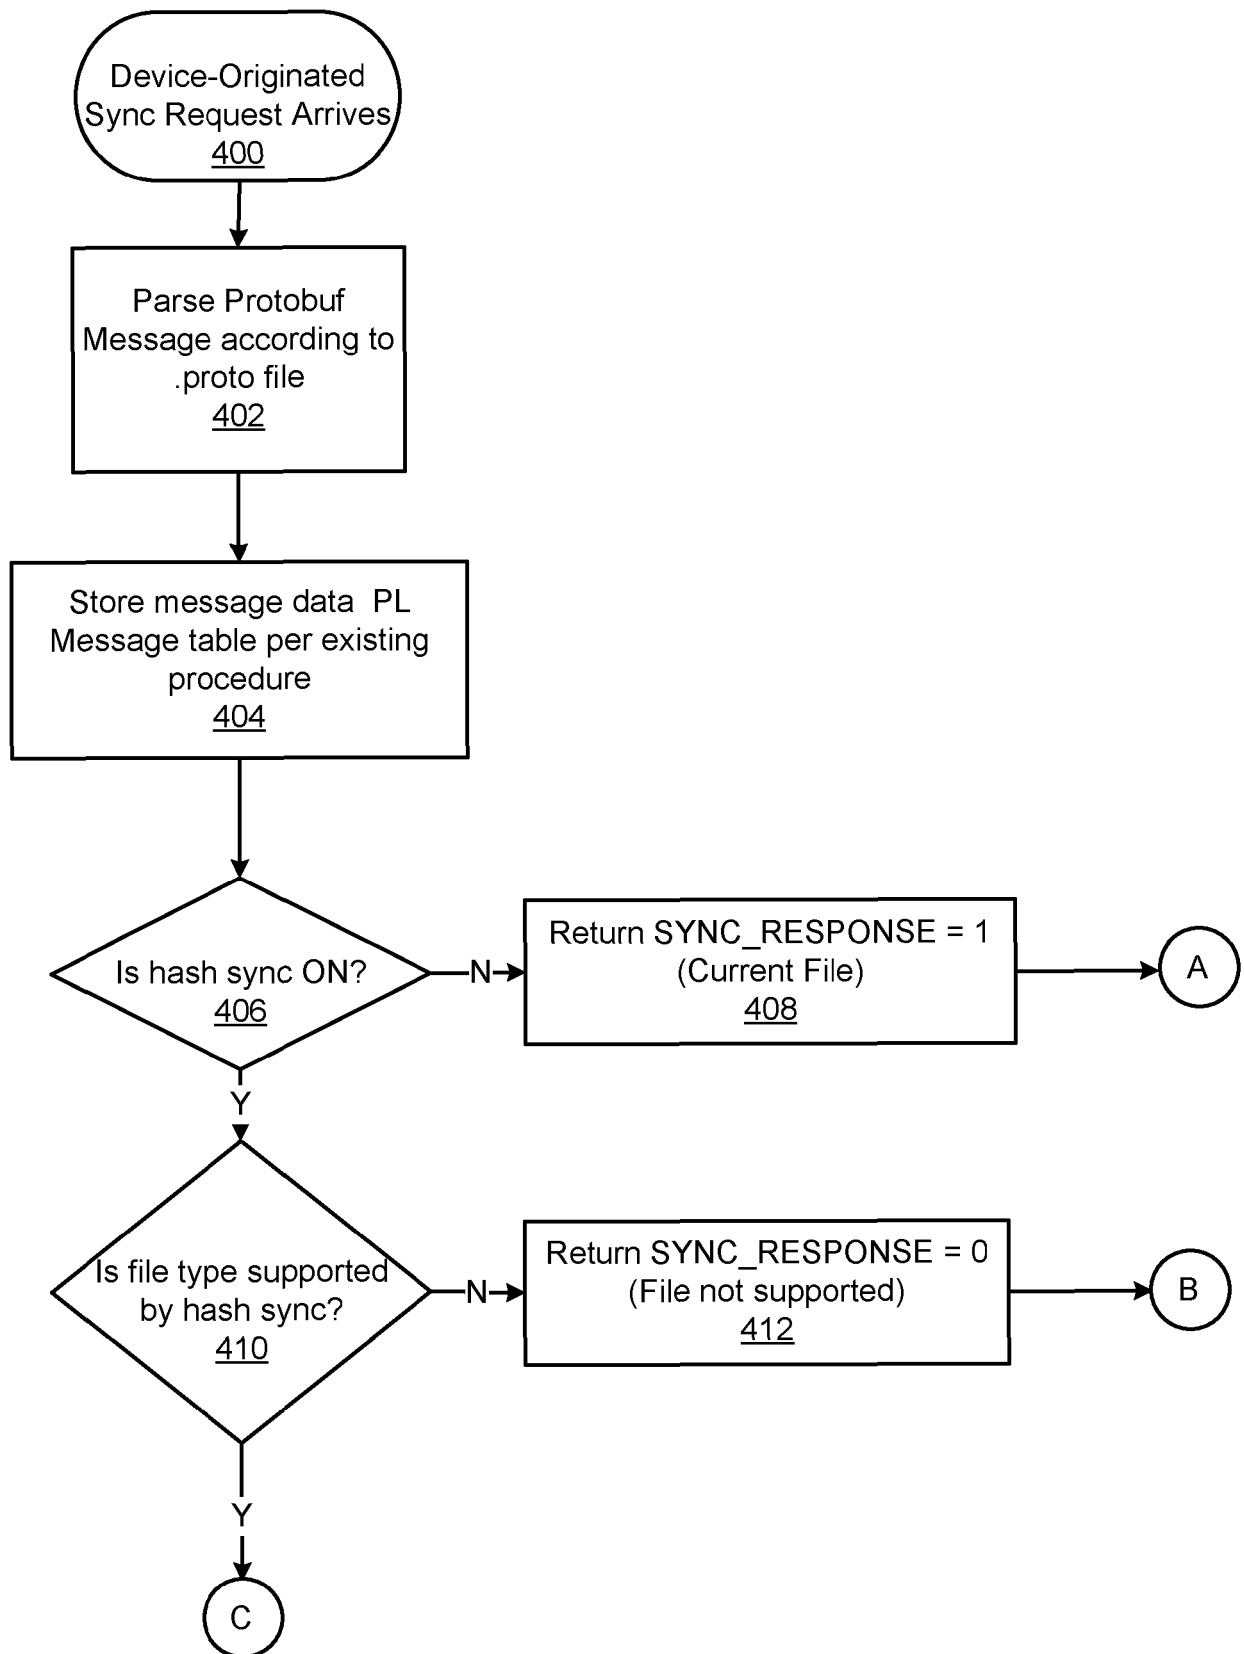 Device-Originated
Sync Request Arrives
400
Parse Protobuf
Message according to
.proto file
402
Store message data  PL
Message table per existing
procedure
404
Is hash sync ON?
406
N
Return SYNC_RESPONSE = 1
(Current File)
408
A
Y
Is file type supported
by hash sync?
410
N
Return SYNC_RESPONSE = 0
(File not supported)
412
B
Y
C